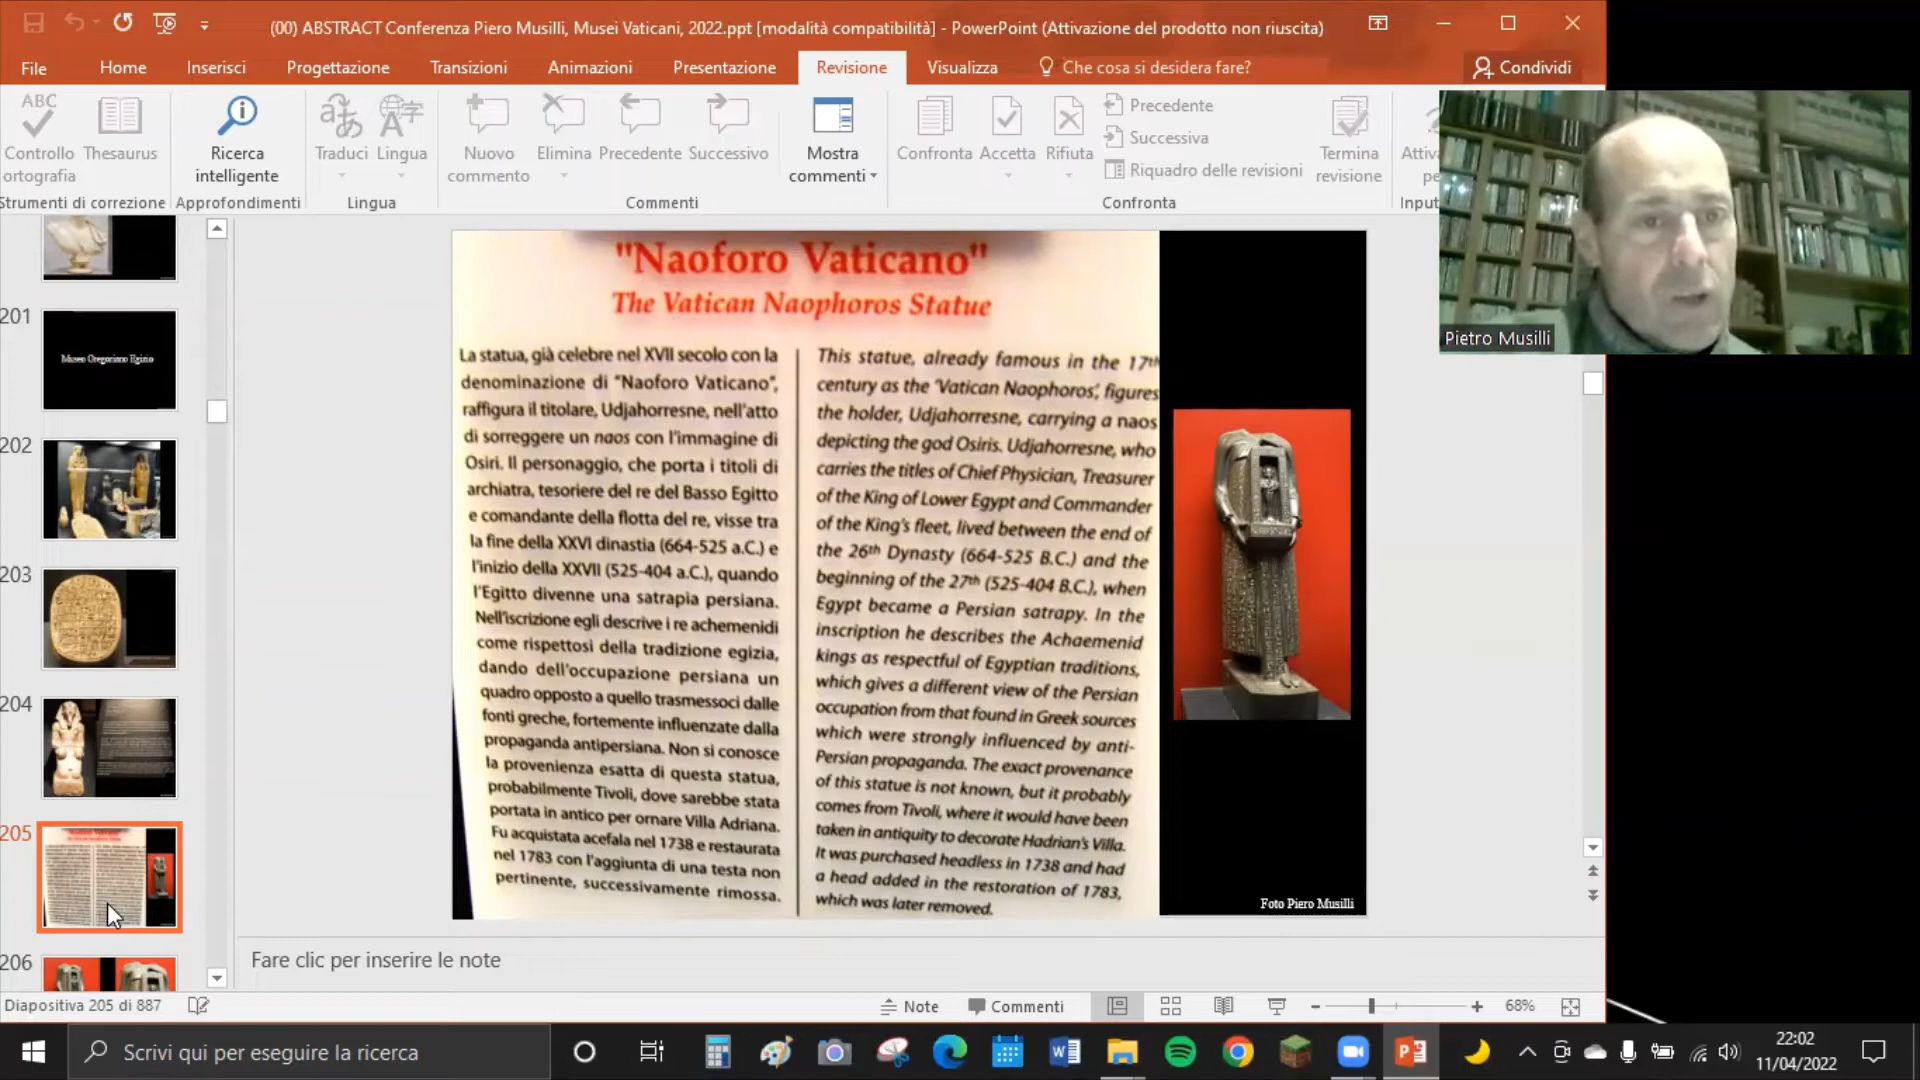 (00) ABSTRACT Conferenza Piero Musilli, Musei Vaticani, 2022.ppt [modalità compatibilità] - PowerPoint (Attivazione del prodotto non riuscita)
File Home Inserisci Progettazione Transizioni Animazioni Presentazione Revisione Visualizza Che cosa si desidera fare? Condividi
ABC
Controllo ortografia
Thesaurus
Ricerca intelligente
Traduci
Lingua
Nuovo commento
Elimina
Precedente
Successivo
Mostra commenti
Confronta
Accetta
Rifiuta
Precedente
Successiva
Riquadro delle revisioni
Termina revisione
Strumenti di correzione
Approfondimenti
Lingua
Commenti
Confronta
Pietro Musilli
201
Museo Gregoriano Egizio
202
203
204
205
206
"Naoforo Vaticano"
The Vatican Naophoros Statue
La statua, già celebre nel XVII secolo con la
denominazione di "Naoforo Vaticano",
raffigura il titolare, Udjahorresne, nell'atto
di sorreggere un naos con l'immagine di
Osiri. Il personaggio, che porta i titoli di
archiatra, tesoriere del re del Basso Egitto
e comandante della flotta del re, visse tra
la fine della XXVI dinastia (664-525 a.C.) e
l'inizio della XXVII (525-404 a.C.), quando
l'Egitto divenne una satrapia persiana.
Nell'iscrizione egli descrive i re achemenidi
come rispettosi della tradizione egizia,
dando dell'occupazione persiana un
quadro opposto a quello trasmessoci dalle
fonti greche, fortemente influenzate dalla
propaganda antipersiana. Non si conosce
la provenienza esatta di questa statua,
probabilmente Tivoli, dove sarebbe stata
portata in antico per ornare Villa Adriana.
Fu acquistata acefala nel 1738 e restaurata
nel 1783 con l'aggiunta di una testa non
pertinente, successivamente rimossa.
This statue, already famous in the 17th
century as the 'Vatican Naophoros', figures
the holder, Udjahorresne, carrying a naos
depicting the god Osiris. Udjahorresne, who
carries the titles of Chief Physician, Treasurer
of the King of Lower Egypt and Commander
of the King's fleet, lived between the end of
the 26th Dynasty (664-525 B.C.) and the
beginning of the 27th (525-404 B.C.), when
Egypt became a Persian satrapy. In the
inscription he describes the Achaemenid
kings as respectful of Egyptian traditions,
which gives a different view of the Persian
occupation from that found in Greek sources
which were strongly influenced by anti-
Persian propaganda. The exact provenance
of this statue is not known, but it probably
comes from Tivoli, where it would have been
taken in antiquity to decorate Hadrian's Villa.
It was purchased headless in 1738 and had
a head added in the restoration of 1783,
which was later removed.
Foto Piero Musilli
Fare clic per inserire le note
Diapositiva 205 di 887
Note
Commenti
68%
Scrivi qui per eseguire la ricerca
22:02
11/04/2022